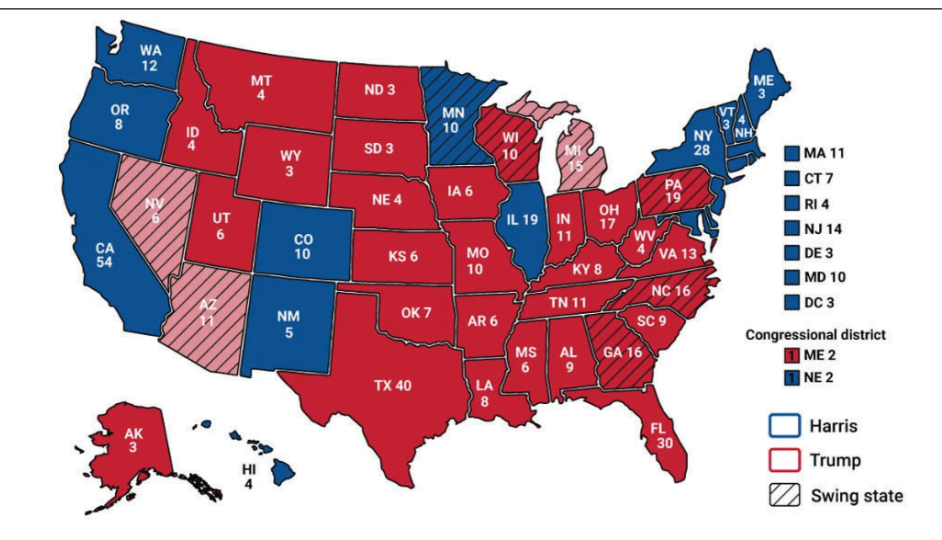 WA
12
OR
8
CA
54
NV
6
ID
4
MT
4
WY
3
UT
6
AZ
11
CO
10
NM
5
ND 3
SD 3
NE 4
KS 6
OK 7
TX 40
MN
10
IA 6
MO
10
AR 6
LA
8
WI
10
IL 19
MI
15
IN
11
OH
17
KY 8
TN 11
MS
6
AL
9
GA 16
FL
30
SC 9
NC 16
VA 13
WV
4
PA
19
NY
28
VT
3
4
NH
ME
3
AK
3
HI
4
MA 11
CT 7
RI 4
NJ 14
DE 3
MD 10
DC 3
Congressional district
1 ME 2
1 NE 2
Harris
Trump
Swing state